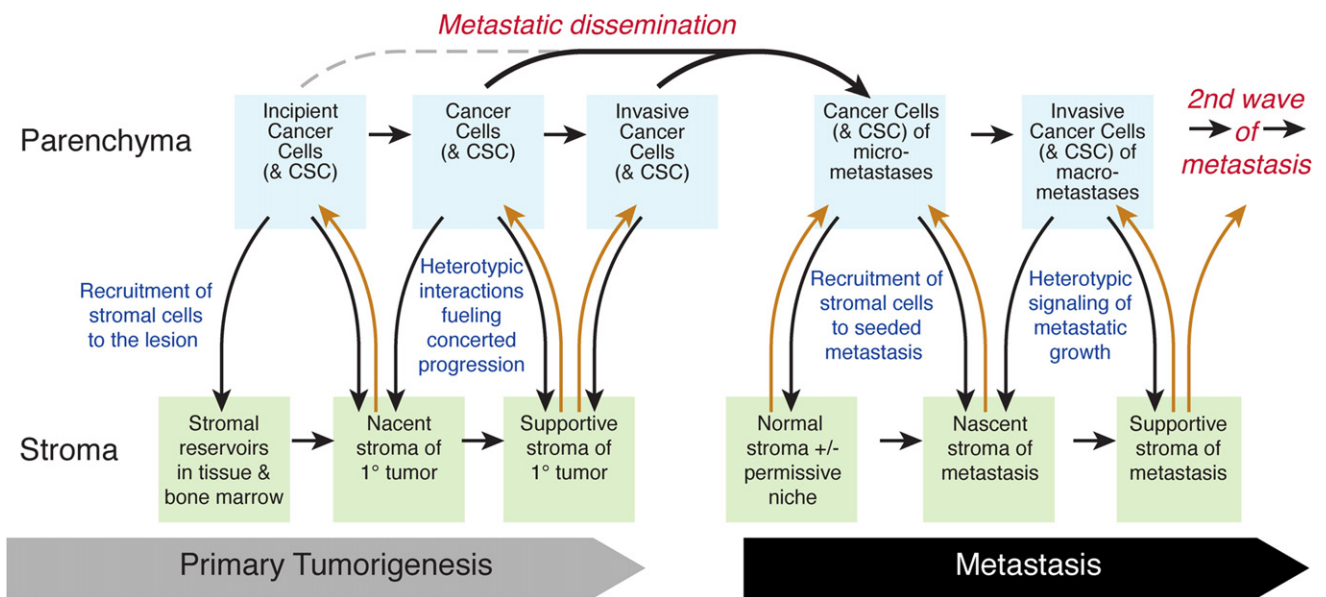 Metastatic dissemination
Parenchyma
Incipient
Cancer
Cells
(& CSC)
Cancer
Cells
(& CSC)
Invasive
Cancer
Cells
(& CSC)
Cancer Cells
(& CSC) of
micro-
metastases
Invasive
Cancer Cells
(& CSC) of
macro-
metastases
2nd wave
of
metastasis
Recruitment of
stromal cells
to the lesion
Heterotypic
interactions
fueling
concerted
progression
Recruitment of
stromal cells
to seeded
metastasis
Heterotypic
signaling of
metastatic
growth
Stroma
Stromal
reservoirs
in tissue &
bone marrow
Nacent
stroma of
1° tumor
Supportive
stroma of
1° tumor
Normal
stroma +/-
permissive
niche
Nascent
stroma of
metastasis
Supportive
stroma of
metastasis
Primary Tumorigenesis
Metastasis